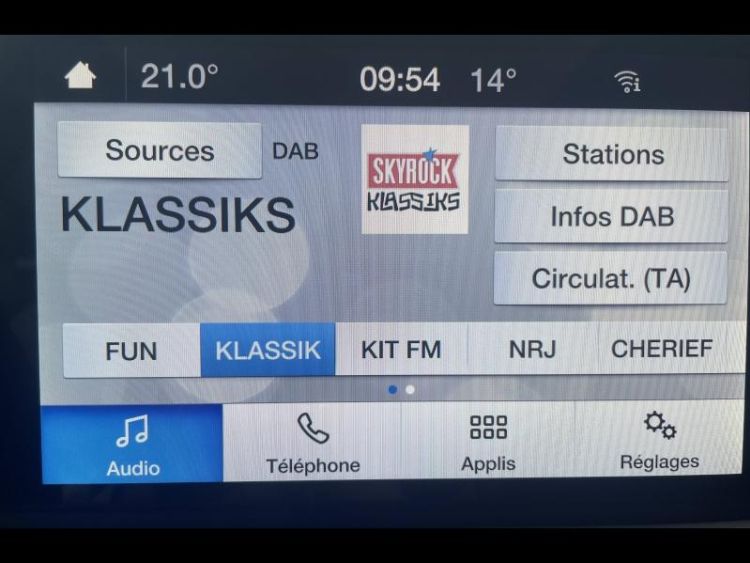 21.0° 09:54 14°
Sources DAB
SKYROCK
KLASSIKS
Stations
KLASSIKS
Infos DAB
Circulat. (TA)
FUN KLASSIK KIT FM NRJ CHERIEF
Audio Téléphone Applis Réglages